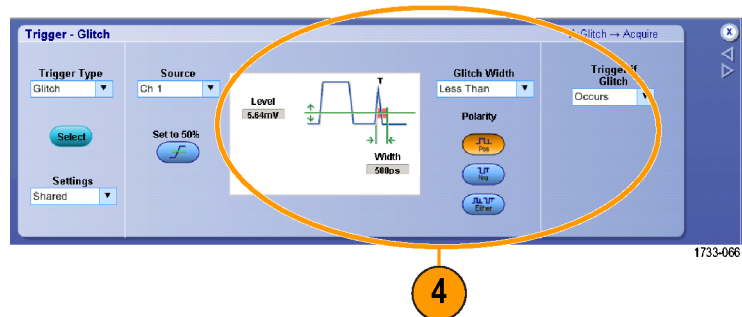 Trigger - Glitch
Glitch → Acquire
x
Trigger Type
Glitch
Select
Settings
Shared
Source
Ch 1
Set to 50%
Level
5.64mV
T
Width
500ps
Glitch Width
Less Than
Polarity
Pos
Neg
Either
Trigger if
Glitch
Occurs
1733-066
4